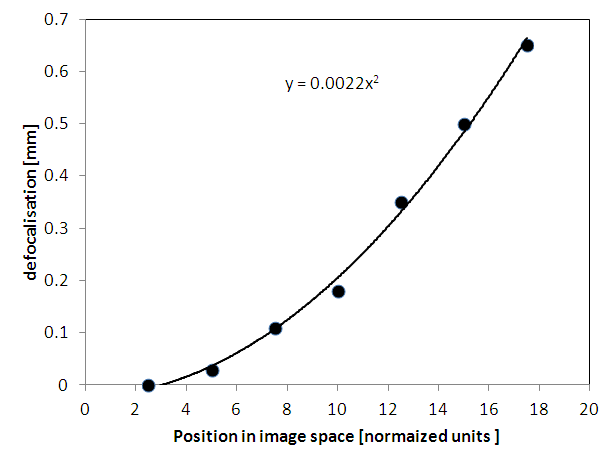 0.7
0.6
y = 0.0022x²
0.5
0.4
0.3
0.2
0.1
0
defocalisation [mm]
0 2 4 6 8 10 12 14 16 18 20
Position in image space [normaized units ]